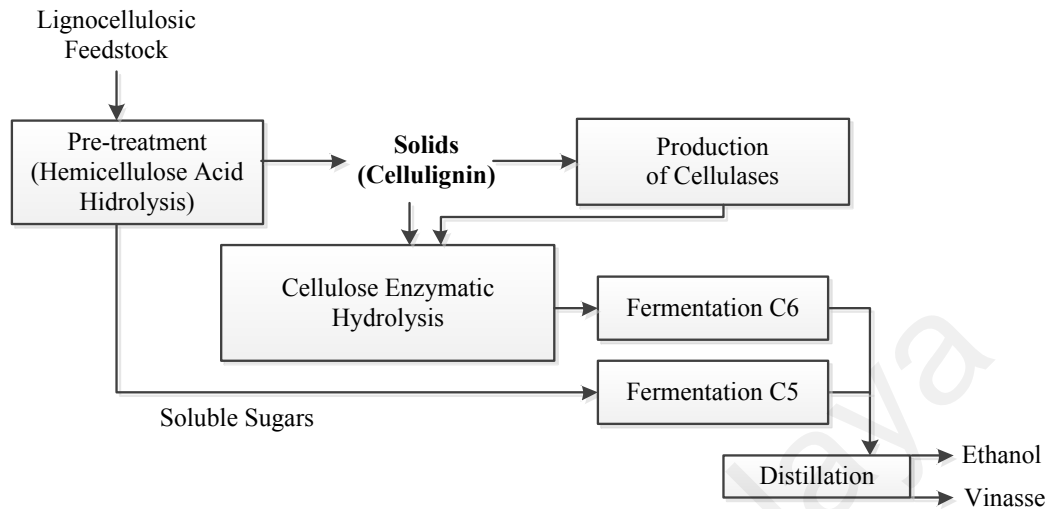 Lignocellulosic
Feedstock
Pre-treatment
(Hemicellulose Acid
Hidrolysis)
Solids
(Cellulignin)
Production
of Cellulases
Cellulose Enzymatic
Hydrolysis
Fermentation C6
Fermentation C5
Soluble Sugars
Distillation
Ethanol
Vinasse
laya